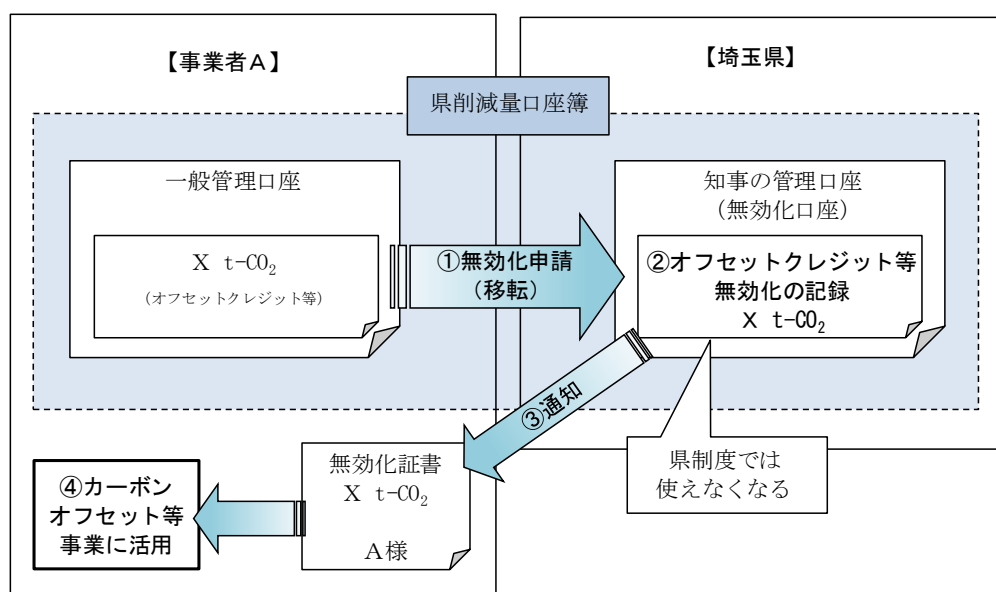 【事業者A】
【埼玉県】
県削減量口座簿
一般管理口座
X t-CO₂
（オフセットクレジット等）
①無効化申請
（移転）
知事の管理口座
（無効化口座）
②オフセットクレジット等
無効化の記録
X t-CO₂
③通知
県制度では
使えなくなる
無効化証書
X t-CO₂
A様
④カーボン
オフセット等
事業に活用